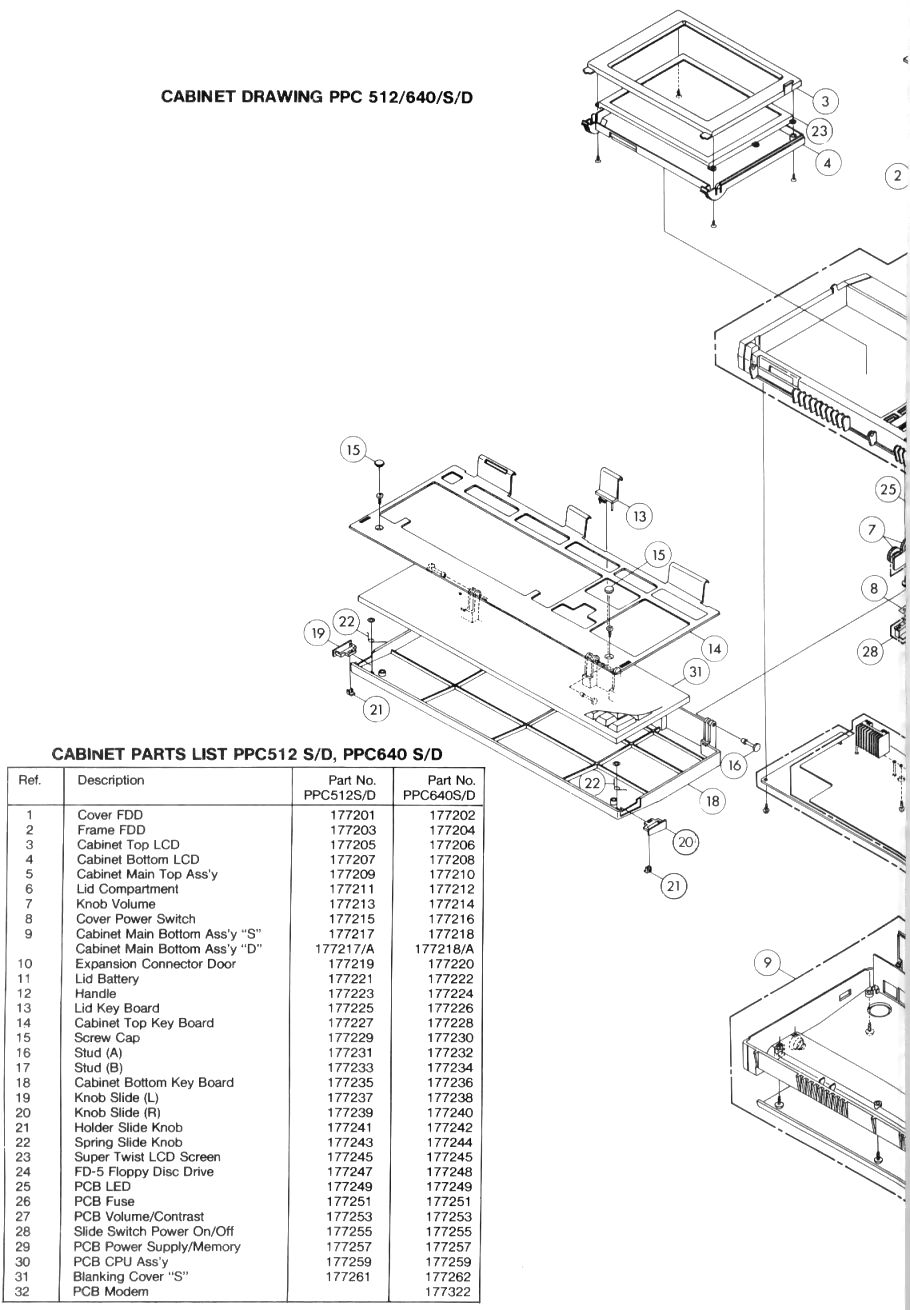 CABINET DRAWING PPC 512/640/S/D
3
23
4
2
15
13
15
25
7
8
22
19
14
28
31
21
16
22
18
20
21
9
CABINET PARTS LIST PPC512 S/D, PPC640 S/D
Ref. Description Part No. PPC512S/D Part No. PPC640S/D
1 Cover FDD 177201 177202
2 Frame FDD 177203 177204
3 Cabinet Top LCD 177205 177206
4 Cabinet Bottom LCD 177207 177208
5 Cabinet Main Top Ass'y 177209 177210
6 Lid Compartment 177211 177212
7 Knob Volume 177213 177214
8 Cover Power Switch 177215 177216
9 Cabinet Main Bottom Ass'y "S" 177217 177218
Cabinet Main Bottom Ass'y "D" 177217/A 177218/A
10 Expansion Connector Door 177219 177220
11 Lid Battery 177221 177222
12 Handle 177223 177224
13 Lid Key Board 177225 177226
14 Cabinet Top Key Board 177227 177228
15 Screw Cap 177229 177230
16 Stud (A) 177231 177232
17 Stud (B) 177233 177234
18 Cabinet Bottom Key Board 177235 177236
19 Knob Slide (L) 177237 177238
20 Knob Slide (R) 177239 177240
21 Holder Slide Knob 177241 177242
22 Spring Slide Knob 177243 177244
23 Super Twist LCD Screen 177245 177245
24 FD-5 Floppy Disc Drive 177247 177248
25 PCB LED 177249 177249
26 PCB Fuse 177251 177251
27 PCB Volume/Contrast 177253 177253
28 Slide Switch Power On/Off 177255 177255
29 PCB Power Supply/Memory 177257 177257
30 PCB CPU Ass'y 177259 177259
31 Blanking Cover "S" 177261 177262
32 PCB Modem 177322